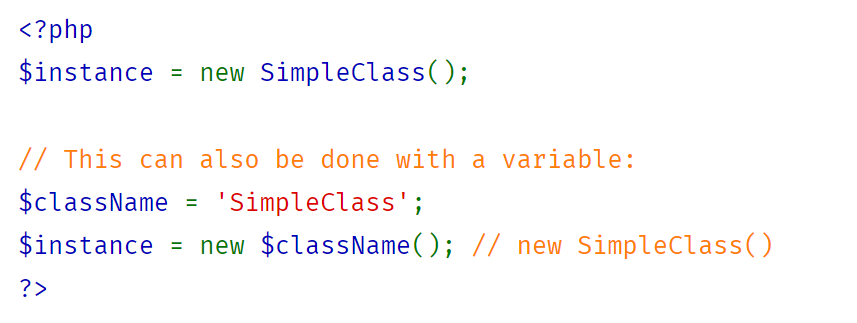 <?php
$instance = new SimpleClass();
// This can also be done with a variable:
$className = 'SimpleClass';
$instance = new $className(); // new SimpleClass()
?>